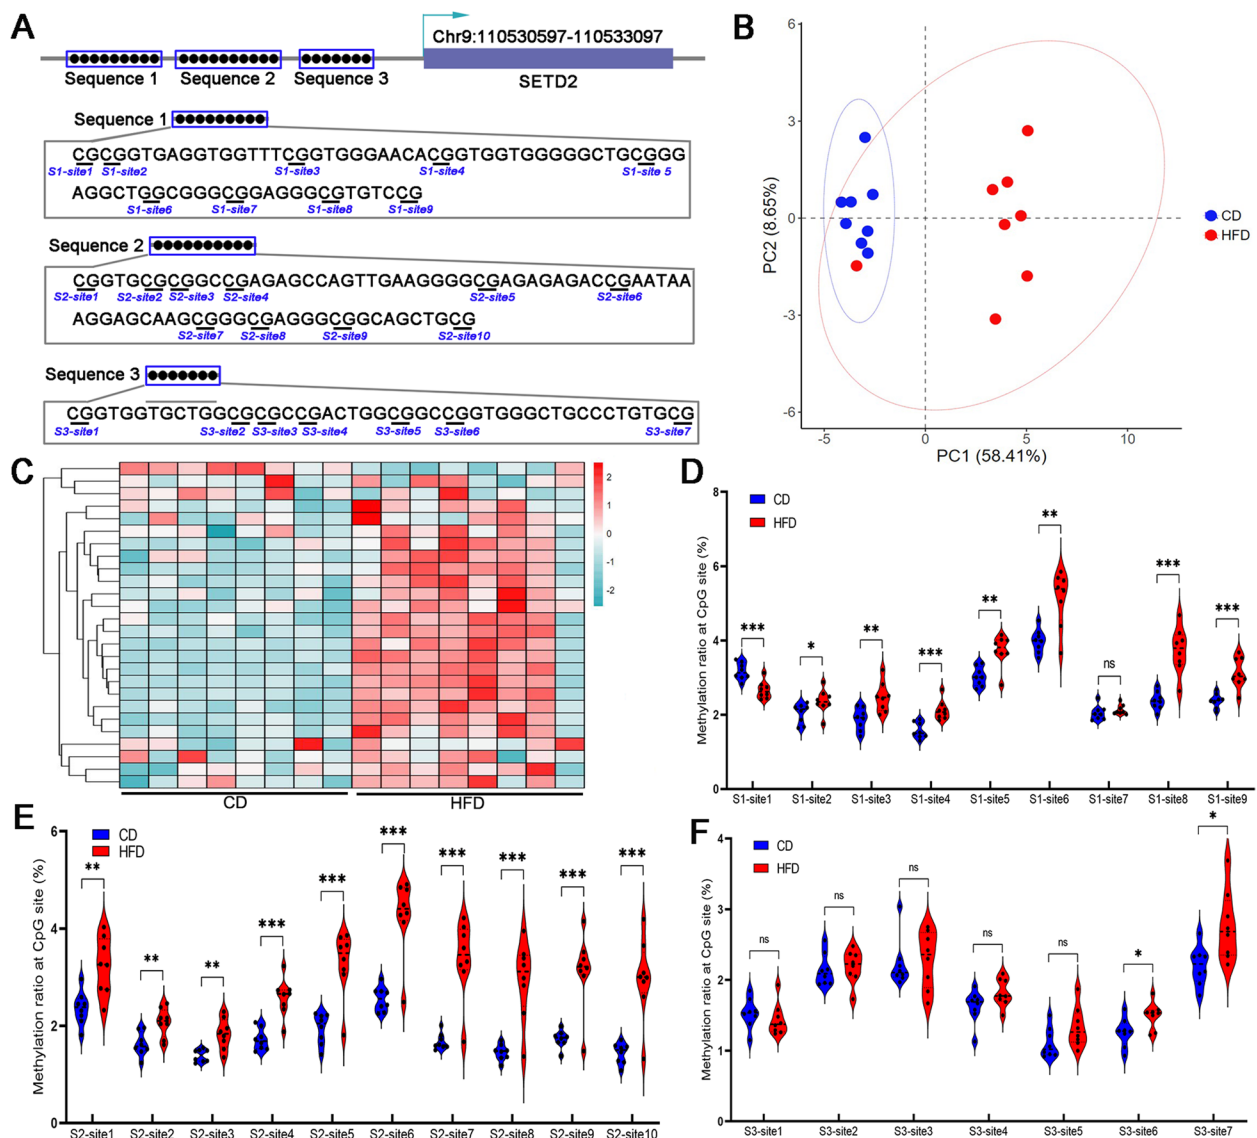 A
Chr9:110530597-110533097
Sequence 1 Sequence 2 Sequence 3 SETD2
Sequence 1
CGCGGTGAGGTGGTTTCGGTGGGAACACGGTGGTGGGGGCTGCGGG
S1-site1 S1-site2 S1-site3 S1-site4 S1-site 5
AGGCTGGCGGGCGGAGGGCGTGTCCG
S1-site6 S1-site7 S1-site8 S1-site9
Sequence 2
CGGTGCGCGGCCGAGAGCCAGTTGAAGGGGCGAGAGAGACCGAATAA
S2-site1 S2-site2 S2-site3 S2-site4 S2-site5 S2-site6
AGGAGCAAGCGGGCGAGGGCGGCAGCTGCG
S2-site7 S2-site8 S2-site9 S2-site10
Sequence 3
CGGTGGTGCTGGCGCGCCGACTGGCGGCCGGTGGGCTGCCCTGTGCG
S3-site1 S3-site2 S3-site3 S3-site4 S3-site5 S3-site6 S3-site7
B
6
3
0
-3
-6
-5 0 5 10
PC1 (58.41%)
PC2 (8.65%)
CD
HFD
C
2
1
0
-1
-2
CD HFD
D
CD
HFD
Methylation ratio at CpG site (%)
8
6
4
2
0
*** * ** *** ** ** ns *** ***
S1-site1 S1-site2 S1-site3 S1-site4 S1-site5 S1-site6 S1-site7 S1-site8 S1-site9
E
CD
HFD
Methylation ratio at CpG site (%)
6
4
2
0
** ** ** *** *** *** *** *** *** ***
S2-site1 S2-site2 S2-site3 S2-site4 S2-site5 S2-site6 S2-site7 S2-site8 S2-site9 S2-site10
F
CD
HFD
Methylation ratio at CpG site (%)
4
3
2
1
0
ns ns ns ns ns * *
S3-site1 S3-site2 S3-site3 S3-site4 S3-site5 S3-site6 S3-site7